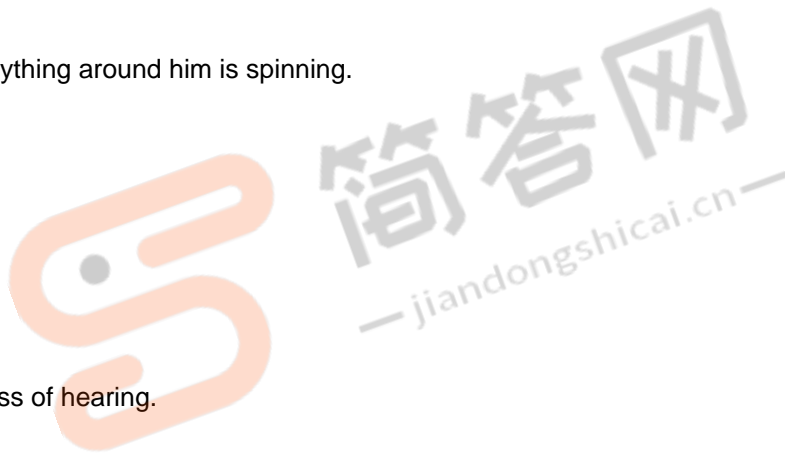 ything around him is spinning.
简答网
jiandongshicai.cn
ss of hearing.